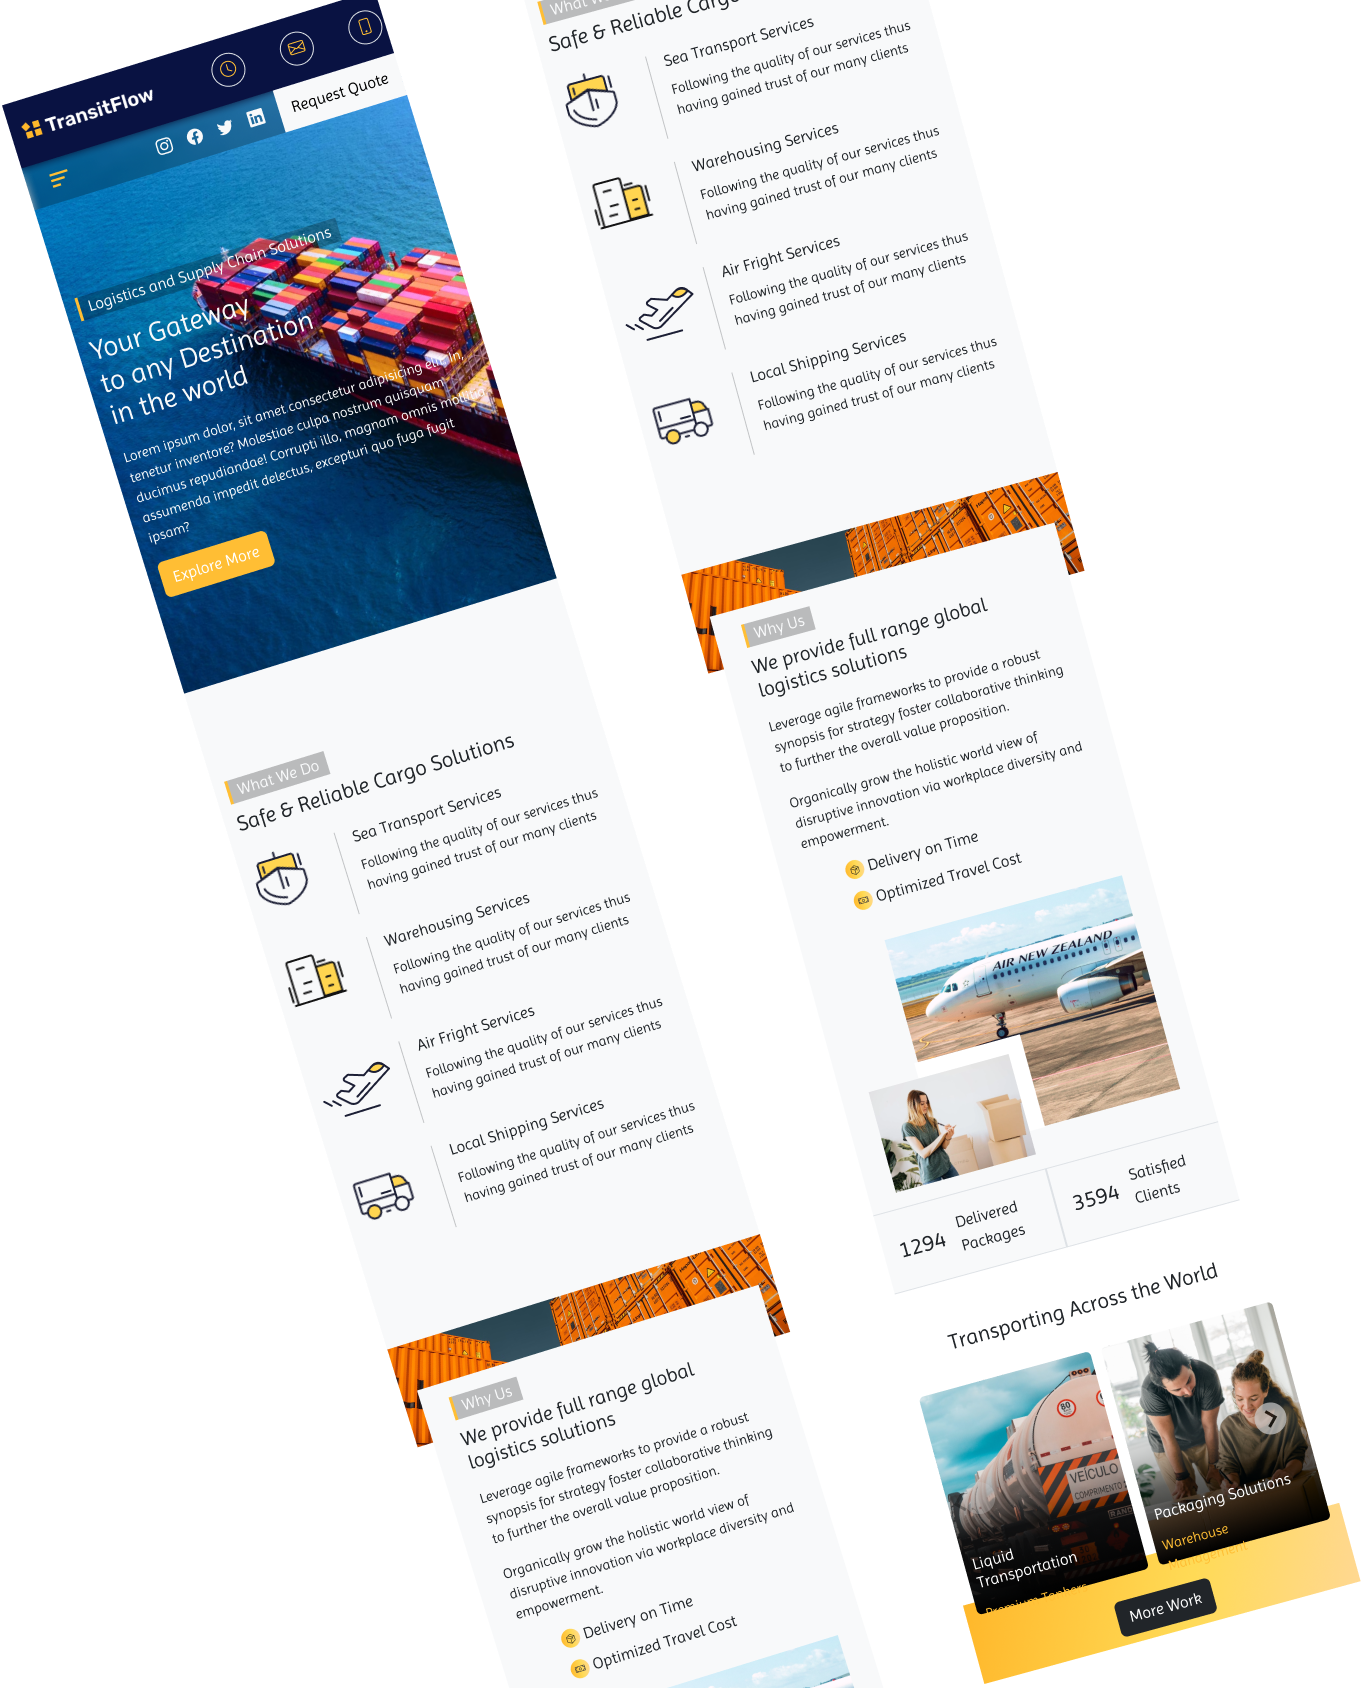 TransitFlow
Request Quote
Logistics and Supply Chain Solutions
Your Gateway
to any Destination
in the world
Lorem ipsum dolor, sit amet consectetur adipisicing elit. In,
tenetur inventore? Molestiae culpa nostrum quisquam
ducimus repudiandae! Corrupti illo, magnam omnis
assumenda impedit delectus, excepturi quo fuga fugit
ipsam?
Explore More
What We Do
Safe & Reliable Cargo Solutions
Sea Transport Services
Following the quality of our services thus
having gained trust of our many clients
Warehousing Services
Following the quality of our services thus
having gained trust of our many clients
Air Fright Services
Following the quality of our services thus
having gained trust of our many clients
Local Shipping Services
Following the quality of our services thus
having gained trust of our many clients
Why Us
We provide full range global
logistics solutions
Leverage agile frameworks to provide a robust
synopsis for strategy foster collaborative thinking
to further the overall value proposition.
Organically grow the holistic world view of
disruptive innovation via workplace diversity and
empowerment.
Delivery on Time
Optimized Travel Cost
What
Safe & Reliable Cargo
Sea Transport Services
Following the quality of our services thus
having gained trust of our many clients
Warehousing Services
Following the quality of our services thus
having gained trust of our many clients
Air Fright Services
Following the quality of our services thus
having gained trust of our many clients
Local Shipping Services
Following the quality of our services thus
having gained trust of our many clients
Why Us
We provide full range global
logistics solutions
Leverage agile frameworks to provide a robust
synopsis for strategy foster collaborative thinking
to further the overall value proposition.
Organically grow the holistic world view of
disruptive innovation via workplace diversity and
empowerment.
Delivery on Time
Optimized Travel Cost
AIR NEW ZEALAND
1294
Delivered
Packages
3594
Satisfied
Clients
Transporting Across the World
80
VEÍCULO
COMPRIMENTO
Liquid
Transportation
Premium Tankers
Packaging Solutions
Warehouse
Management
More Work